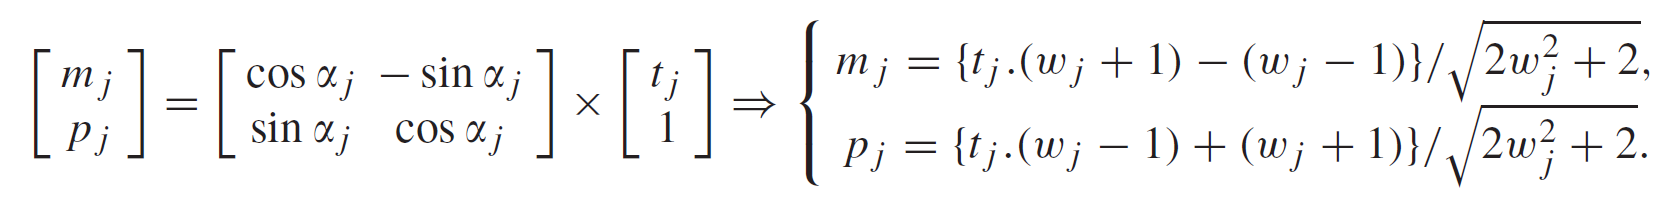 [m_j p_j] = [cos α_j − sin α_j sin α_j cos α_j] × [t_j 1] ⇒ { m_j = {t_j.(w_j + 1) − (w_j − 1)}/√(2w_j^2 + 2),
p_j = {t_j.(w_j − 1) + (w_j + 1)}/√(2w_j^2 + 2).